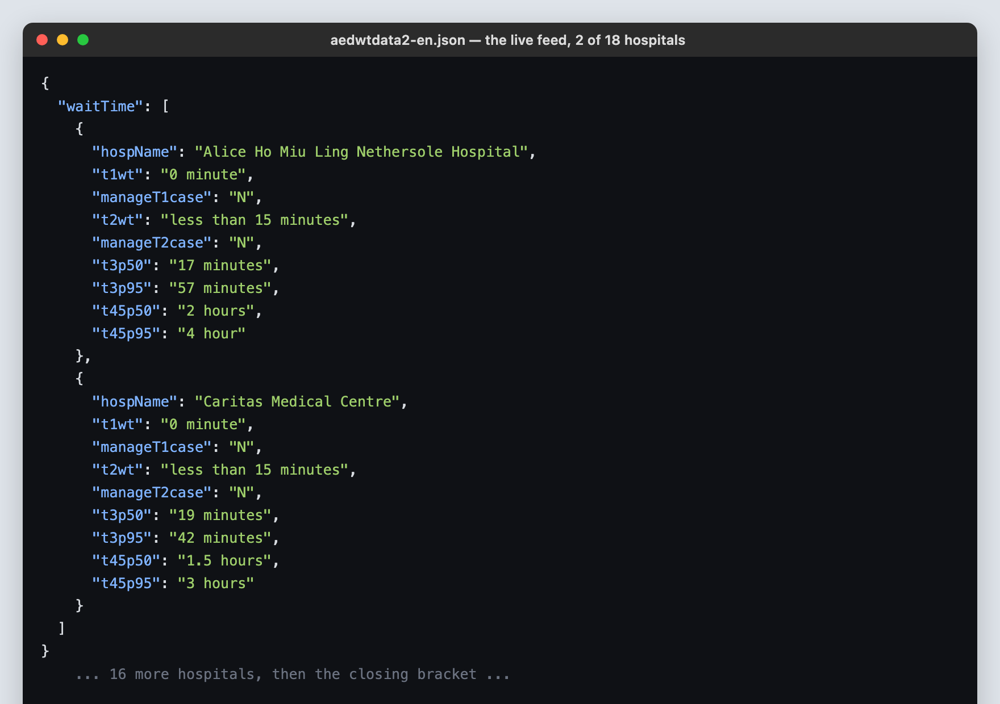 aedwtdata2-en.json — the live feed, 2 of 18 hospitals
{
  "waitTime": [
    {
      "hospName": "Alice Ho Miu Ling Nethersole Hospital",
      "t1wt": "0 minute",
      "manageT1case": "N",
      "t2wt": "less than 15 minutes",
      "manageT2case": "N",
      "t3p50": "17 minutes",
      "t3p95": "57 minutes",
      "t45p50": "2 hours",
      "t45p95": "4 hour"
    },
    {
      "hospName": "Caritas Medical Centre",
      "t1wt": "0 minute",
      "manageT1case": "N",
      "t2wt": "less than 15 minutes",
      "manageT2case": "N",
      "t3p50": "19 minutes",
      "t3p95": "42 minutes",
      "t45p50": "1.5 hours",
      "t45p95": "3 hours"
    }
  ]
}
    ... 16 more hospitals, then the closing bracket ...